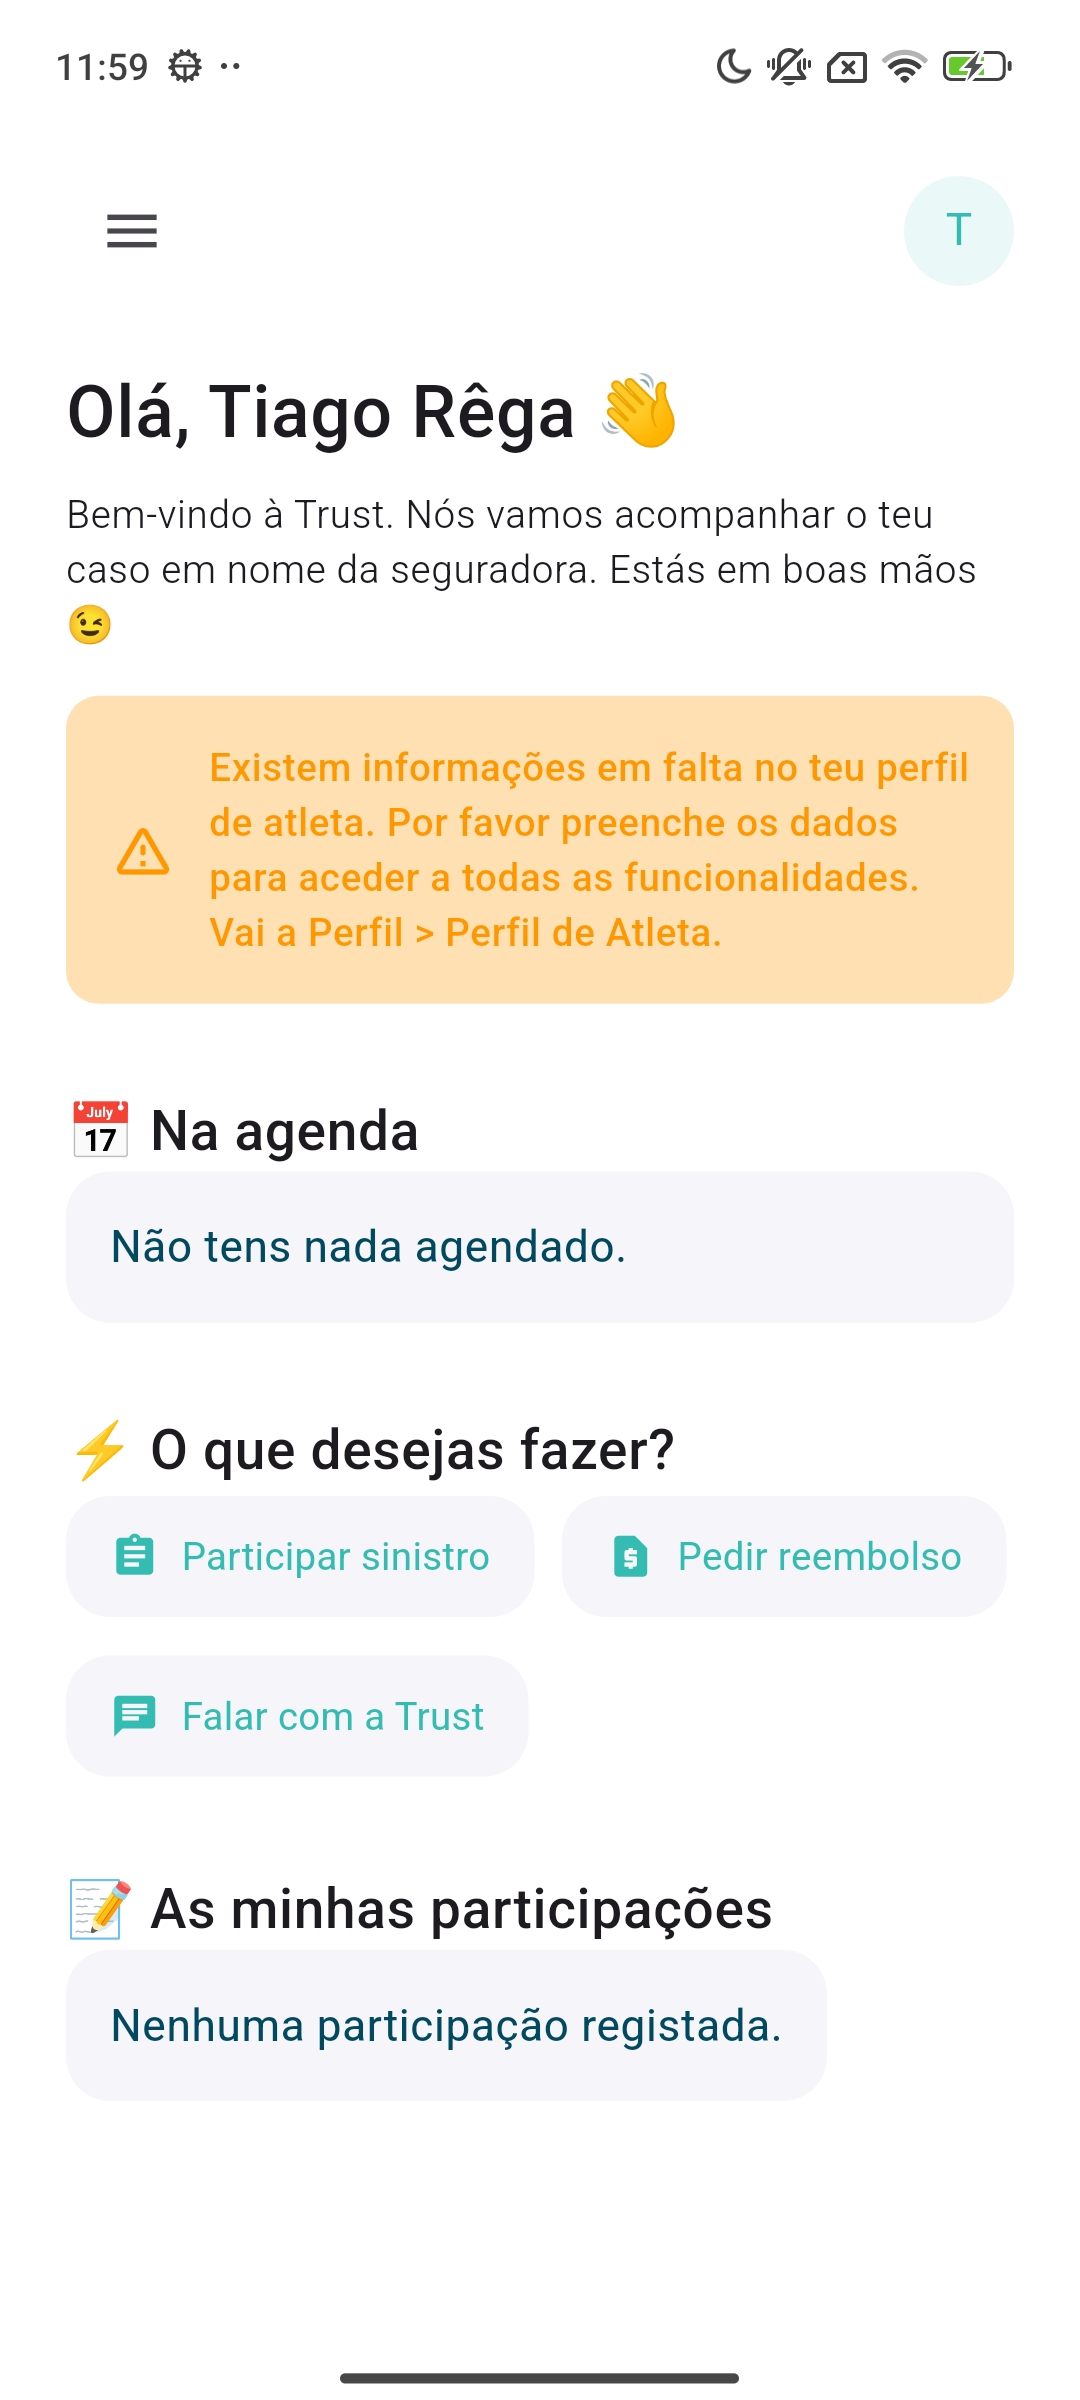 11:59
T
Olá, Tiago Rêga 👋
Bem-vindo à Trust. Nós vamos acompanhar o teu
caso em nome da seguradora. Estás em boas mãos
😉
Existem informações em falta no teu perfil
de atleta. Por favor preenche os dados
para aceder a todas as funcionalidades.
Vai a Perfil > Perfil de Atleta.
📅 Na agenda
Não tens nada agendado.
⚡ O que desejas fazer?
Participar sinistro
Pedir reembolso
Falar com a Trust
📝 As minhas participações
Nenhuma participação registada.